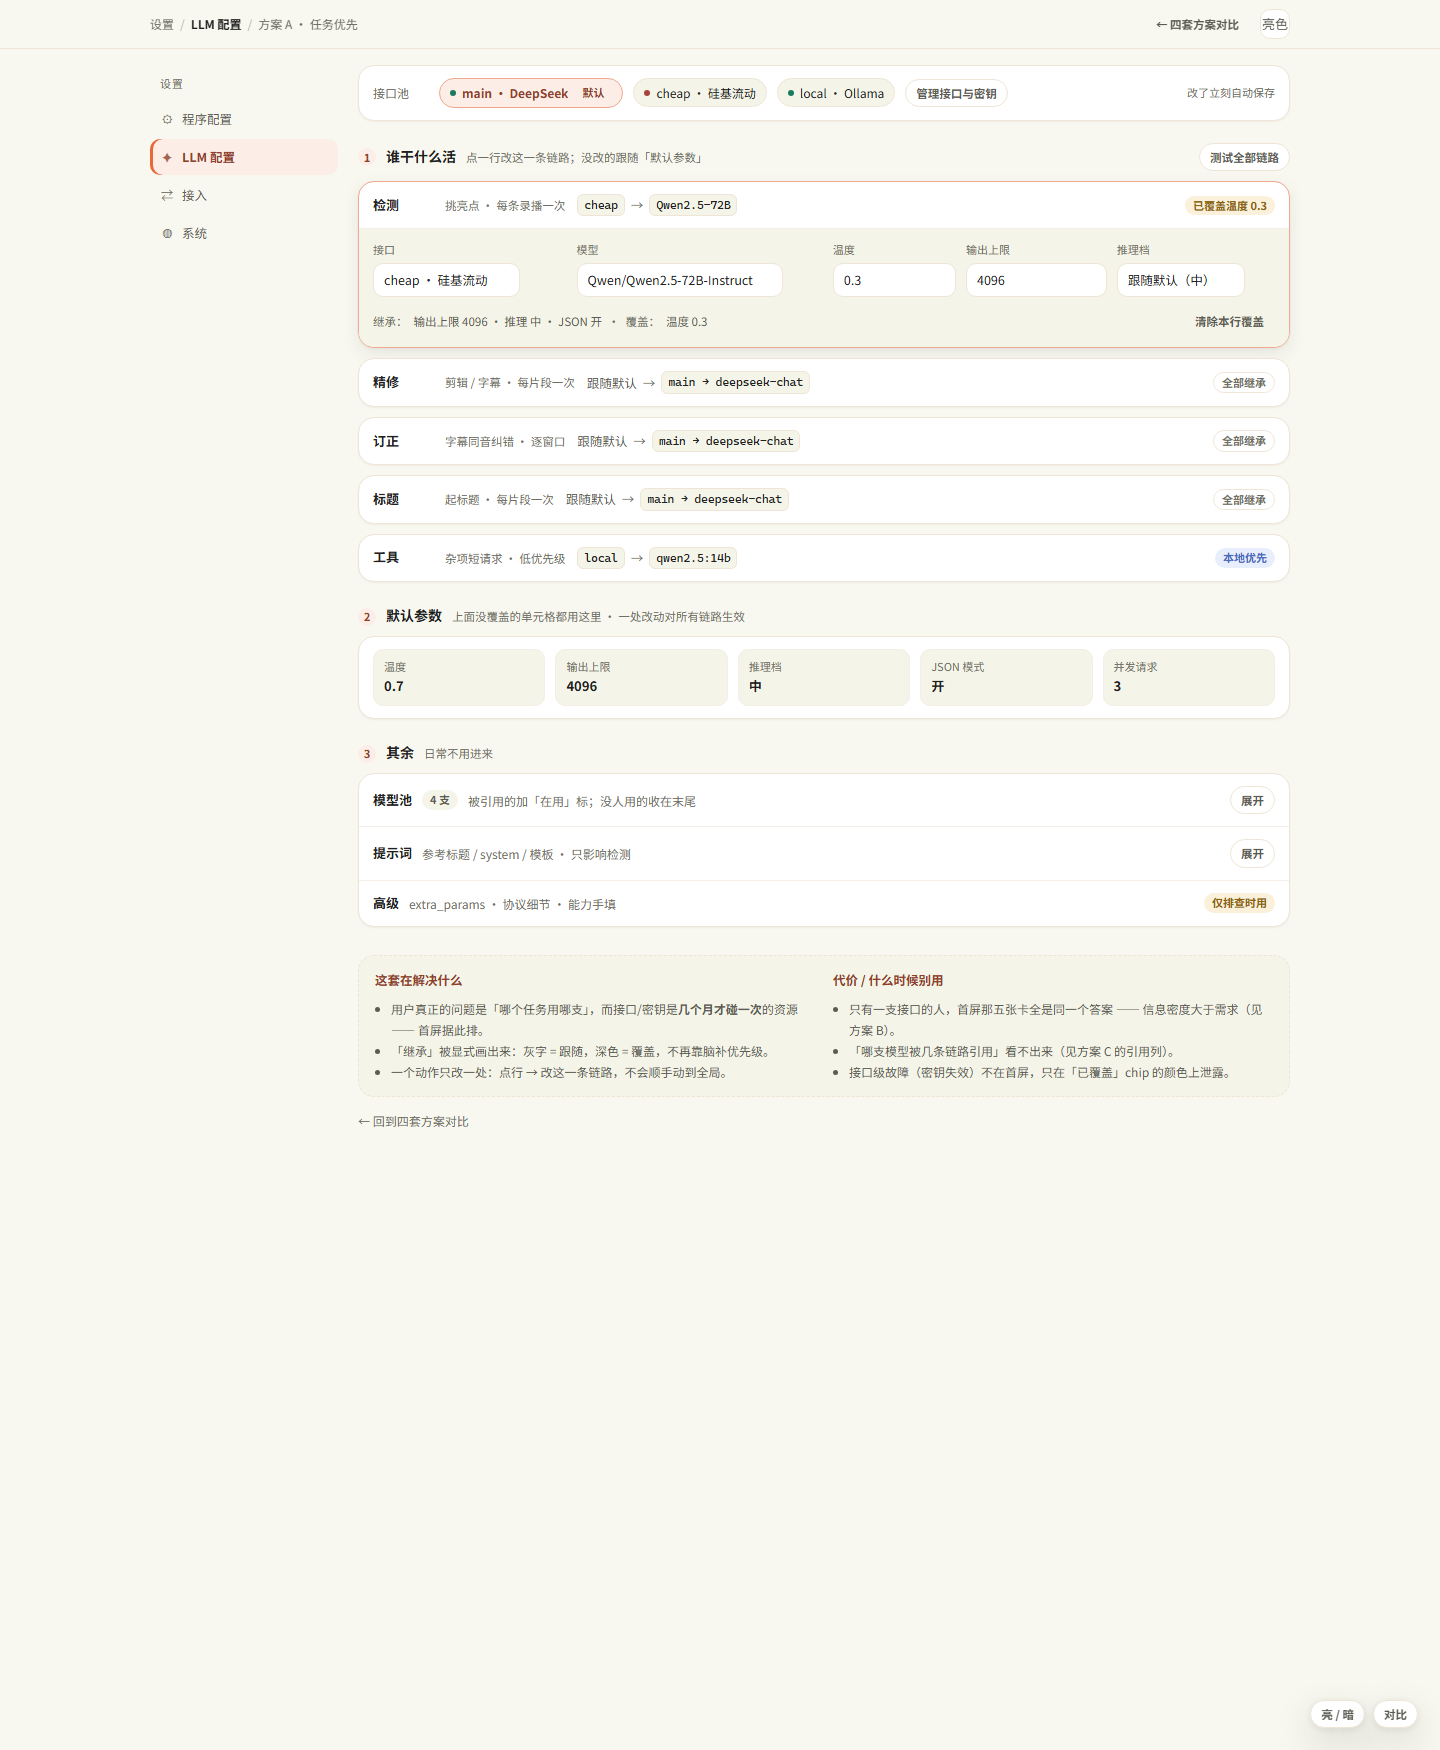 设置 / LLM 配置 / 方案 A · 任务优先
← 四套方案对比
亮色
设置
⚙ 程序配置
✦ LLM 配置
⇄ 接入
◍ 系统
接口池
main · DeepSeek 默认
cheap · 硅基流动
local · Ollama
管理接口与密钥
改了立刻自动保存
1 谁干什么活 点一行改这一条链路；没改的跟随「默认参数」
测试全部链路
检测 挑亮点 · 每条录播一次 cheap → Qwen2.5-72B 已覆盖温度 0.3
接口 模型 温度 输出上限 推理档
cheap · 硅基流动 Qwen/Qwen2.5-72B-Instruct 0.3 4096 跟随默认（中）
继承： 输出上限 4096 · 推理 中 · JSON 开 · 覆盖： 温度 0.3 清除本行覆盖
精修 剪辑 / 字幕 · 每片段一次 跟随默认 → main → deepseek-chat 全部继承
订正 字幕同音纠错 · 逐窗口 跟随默认 → main → deepseek-chat 全部继承
标题 起标题 · 每片段一次 跟随默认 → main → deepseek-chat 全部继承
工具 杂项短请求 · 低优先级 local → qwen2.5:14b 本地优先
2 默认参数 上面没覆盖的单元格都用这里 · 一处改动对所有链路生效
温度 输出上限 推理档 JSON 模式 并发请求
0.7 4096 中 开 3
3 其余 日常不用进来
模型池 4 支 被引用的加「在用」标；没人用的收在末尾 展开
提示词 参考标题 / system / 模板 · 只影响检测 展开
高级 extra_params · 协议细节 · 能力手填 仅排查时用
这套在解决什么
• 用户真正的问题是「哪个任务用哪支」，而接口/密钥是几个月才碰一次的资源
—— 首屏据此排。
• 「继承」被显式画出来：灰字 = 跟随，深色 = 覆盖，不再靠脑补优先级。
• 一个动作只改一处：点行 → 改这一条链路，不会顺手动到全局。
代价 / 什么时候别用
• 只有一支接口的人，首屏那五张卡全是同一个答案 —— 信息密度大于需求（见
方案 B）。
• 「哪支模型被几条链路引用」看不出来（见方案 C 的引用列）。
• 接口级故障（密钥失效）不在首屏，只在「已覆盖」chip 的颜色上泄露。
← 回到四套方案对比
亮 / 暗
对比